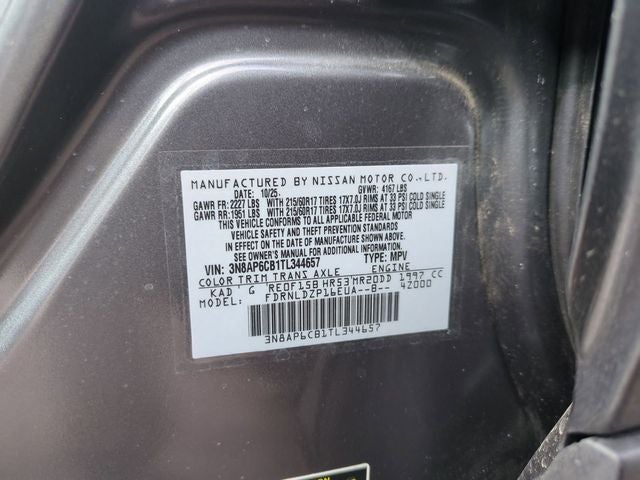 MANUFACTURED BY NISSAN MOTOR CO.,LTD.
DATE: 10/25 GVWR: 4167 LBS
GAWR FR: 2227 LBS WITH 215/60R17 TIRES 17X7.0J RIMS AT 33 PSI COLD SINGLE
GAWR RR: 1951 LBS WITH 215/60R17 TIRES 17X7.0J RIMS AT 33 PSI COLD SINGLE
THIS VEHICLE CONFORMS TO ALL APPLICABLE FEDERAL MOTOR
VEHICLE SAFETY AND THEFT PREVENTION STANDARDS
IN EFFECT ON THE DATE OF MANUFACTURE SHOWN ABOVE.
SEE OWNER'S MANUAL FOR ADDITIONAL INFORMATION
VIN: 3N8AP6CB1TL344657 TYPE: MPV
COLOR TRIM TRANS AXLE ENGINE
KAD G RE0F15B HR53 MR20DD 1997 CC
MODEL: FDRNLDZP16EUA--B-- 42000
3N8AP6CB1TL344657